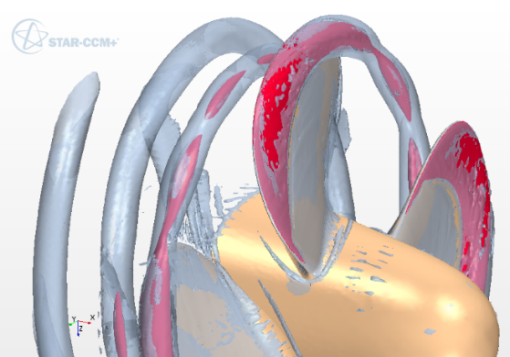 STAR-CCM+
Y X
Z